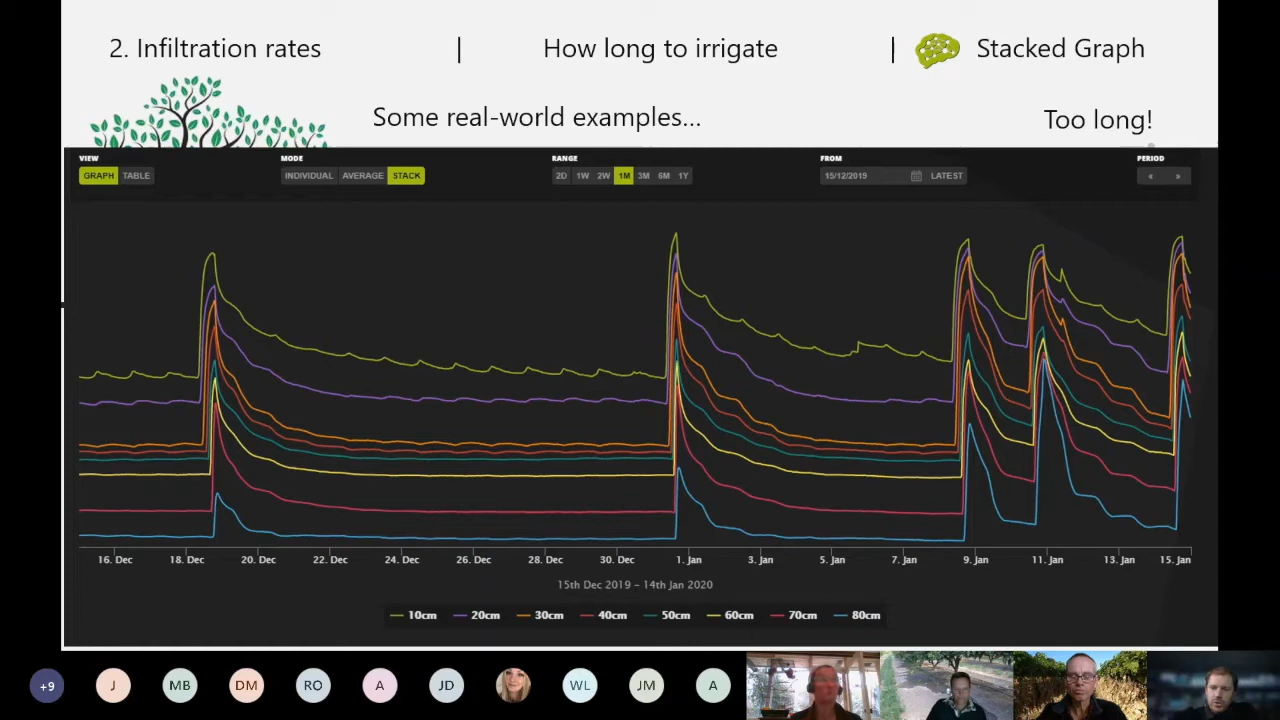 2. Infiltration rates | How long to irrigate | Stacked Graph
Some real-world examples... Too long!
VIEW MODE RANGE FROM PERIOD
GRAPH TABLE INDIVIDUAL AVERAGE STACK 2D 1W 2W 1M 3M 6M 1Y 15/12/2019 LATEST « »
16. Dec 18. Dec 20. Dec 22. Dec 24. Dec 26. Dec 28. Dec 30. Dec 1. Jan 3. Jan 5. Jan 7. Jan 9. Jan 11. Jan 13. Jan 15. Jan
15th Dec 2019 - 14th Jan 2020
10cm 20cm 30cm 40cm 50cm 60cm 70cm 80cm
+9 J MB DM RO A JD WL JM A